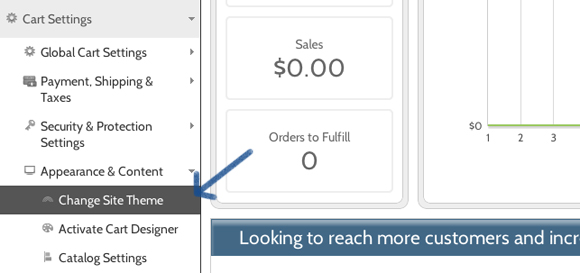 Cart Settings
Global Cart Settings
Payment, Shipping &
Taxes
Security & Protection
Settings
Appearance & Content
Change Site Theme
Activate Cart Designer
Catalog Settings
Sales
$0.00
Orders to Fulfill
0
$0
1 2 3
Looking to reach more customers and incr